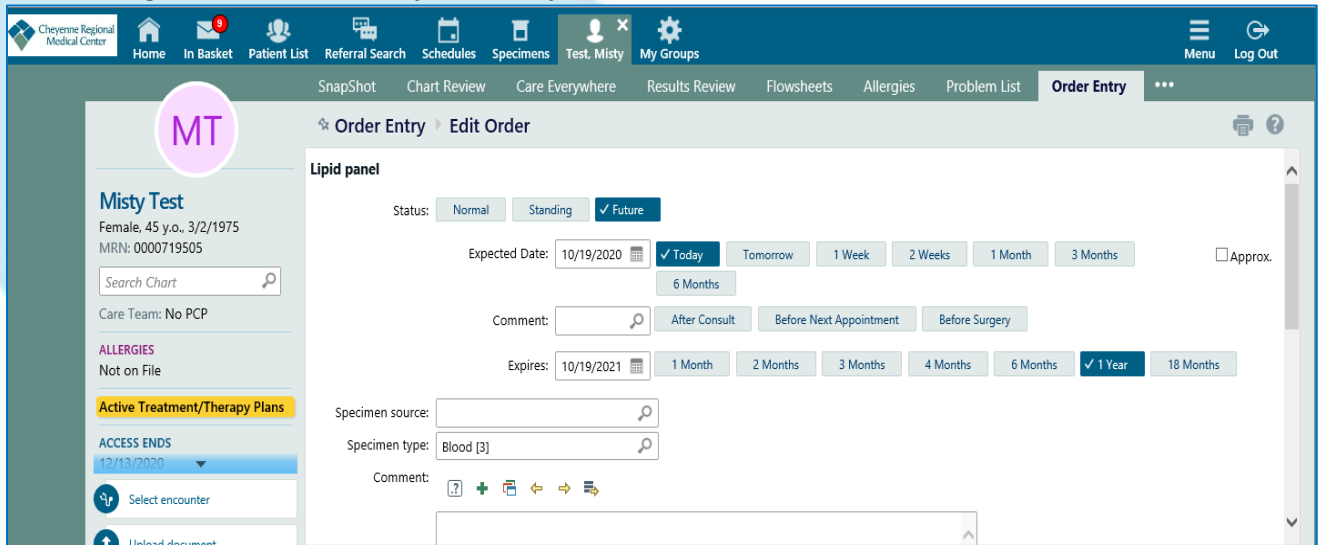 Cheyenne Regional
Medical Center
9
Home In Basket Patient List Referral Search Schedules Specimens Test, Misty My Groups Menu Log Out
SnapShot Chart Review Care Everywhere Results Review Flowsheets Allergies Problem List Order Entry
MT
Order Entry Edit Order
Lipid panel
Misty Test
Female, 45 y.o., 3/2/1975
MRN: 0000719505
Search Chart
Care Team: No PCP
ALLERGIES
Not on File
Active Treatment/Therapy Plans
ACCESS ENDS
12/13/2020
Select encounter
Upload document
Status: Normal Standing ✓ Future
Expected Date: 10/19/2020 ✓ Today Tomorrow 1 Week 2 Weeks 1 Month 3 Months Approx.
6 Months
Comment: After Consult Before Next Appointment Before Surgery
Expires: 10/19/2021 1 Month 2 Months 3 Months 4 Months 6 Months ✓ 1 Year 18 Months
Specimen source:
Specimen type: Blood [3]
Comment: